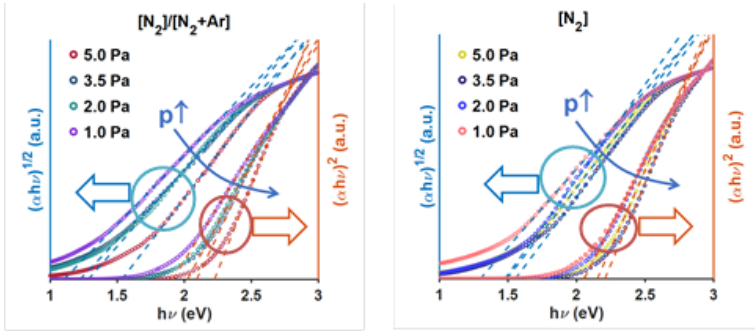 [N₂]/[N₂+Ar]
5.0 Pa
3.5 Pa
2.0 Pa
1.0 Pa
p↑
(αhν)^1/2 (a.u.)
(αhν)^2 (a.u.)
1
1.5
2
2.5
3
hν (eV)
[N₂]
5.0 Pa
3.5 Pa
2.0 Pa
1.0 Pa
p↑
(αhν)^1/2 (a.u.)
(αhν)^2 (a.u.)
1
1.5
2
2.5
3
hν (eV)